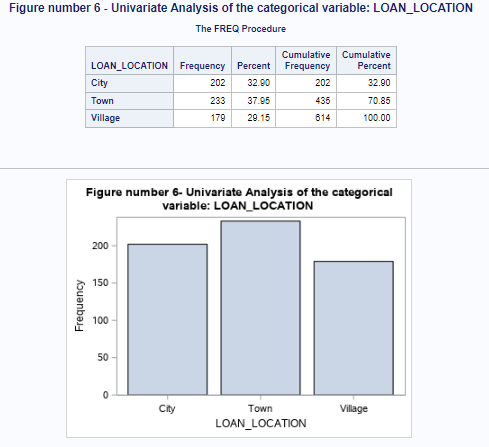 Figure number 6 - Univariate Analysis of the categorical variable: LOAN_LOCATION
The FREQ Procedure
LOAN_LOCATION Frequency Percent Cumulative Frequency Cumulative Percent
City 202 32.90 202 32.90
Town 233 37.95 435 70.85
Village 179 29.15 614 100.00
Figure number 6- Univariate Analysis of the categorical
variable: LOAN_LOCATION
Frequency
200
150
100
50
0
City Town Village
LOAN_LOCATION